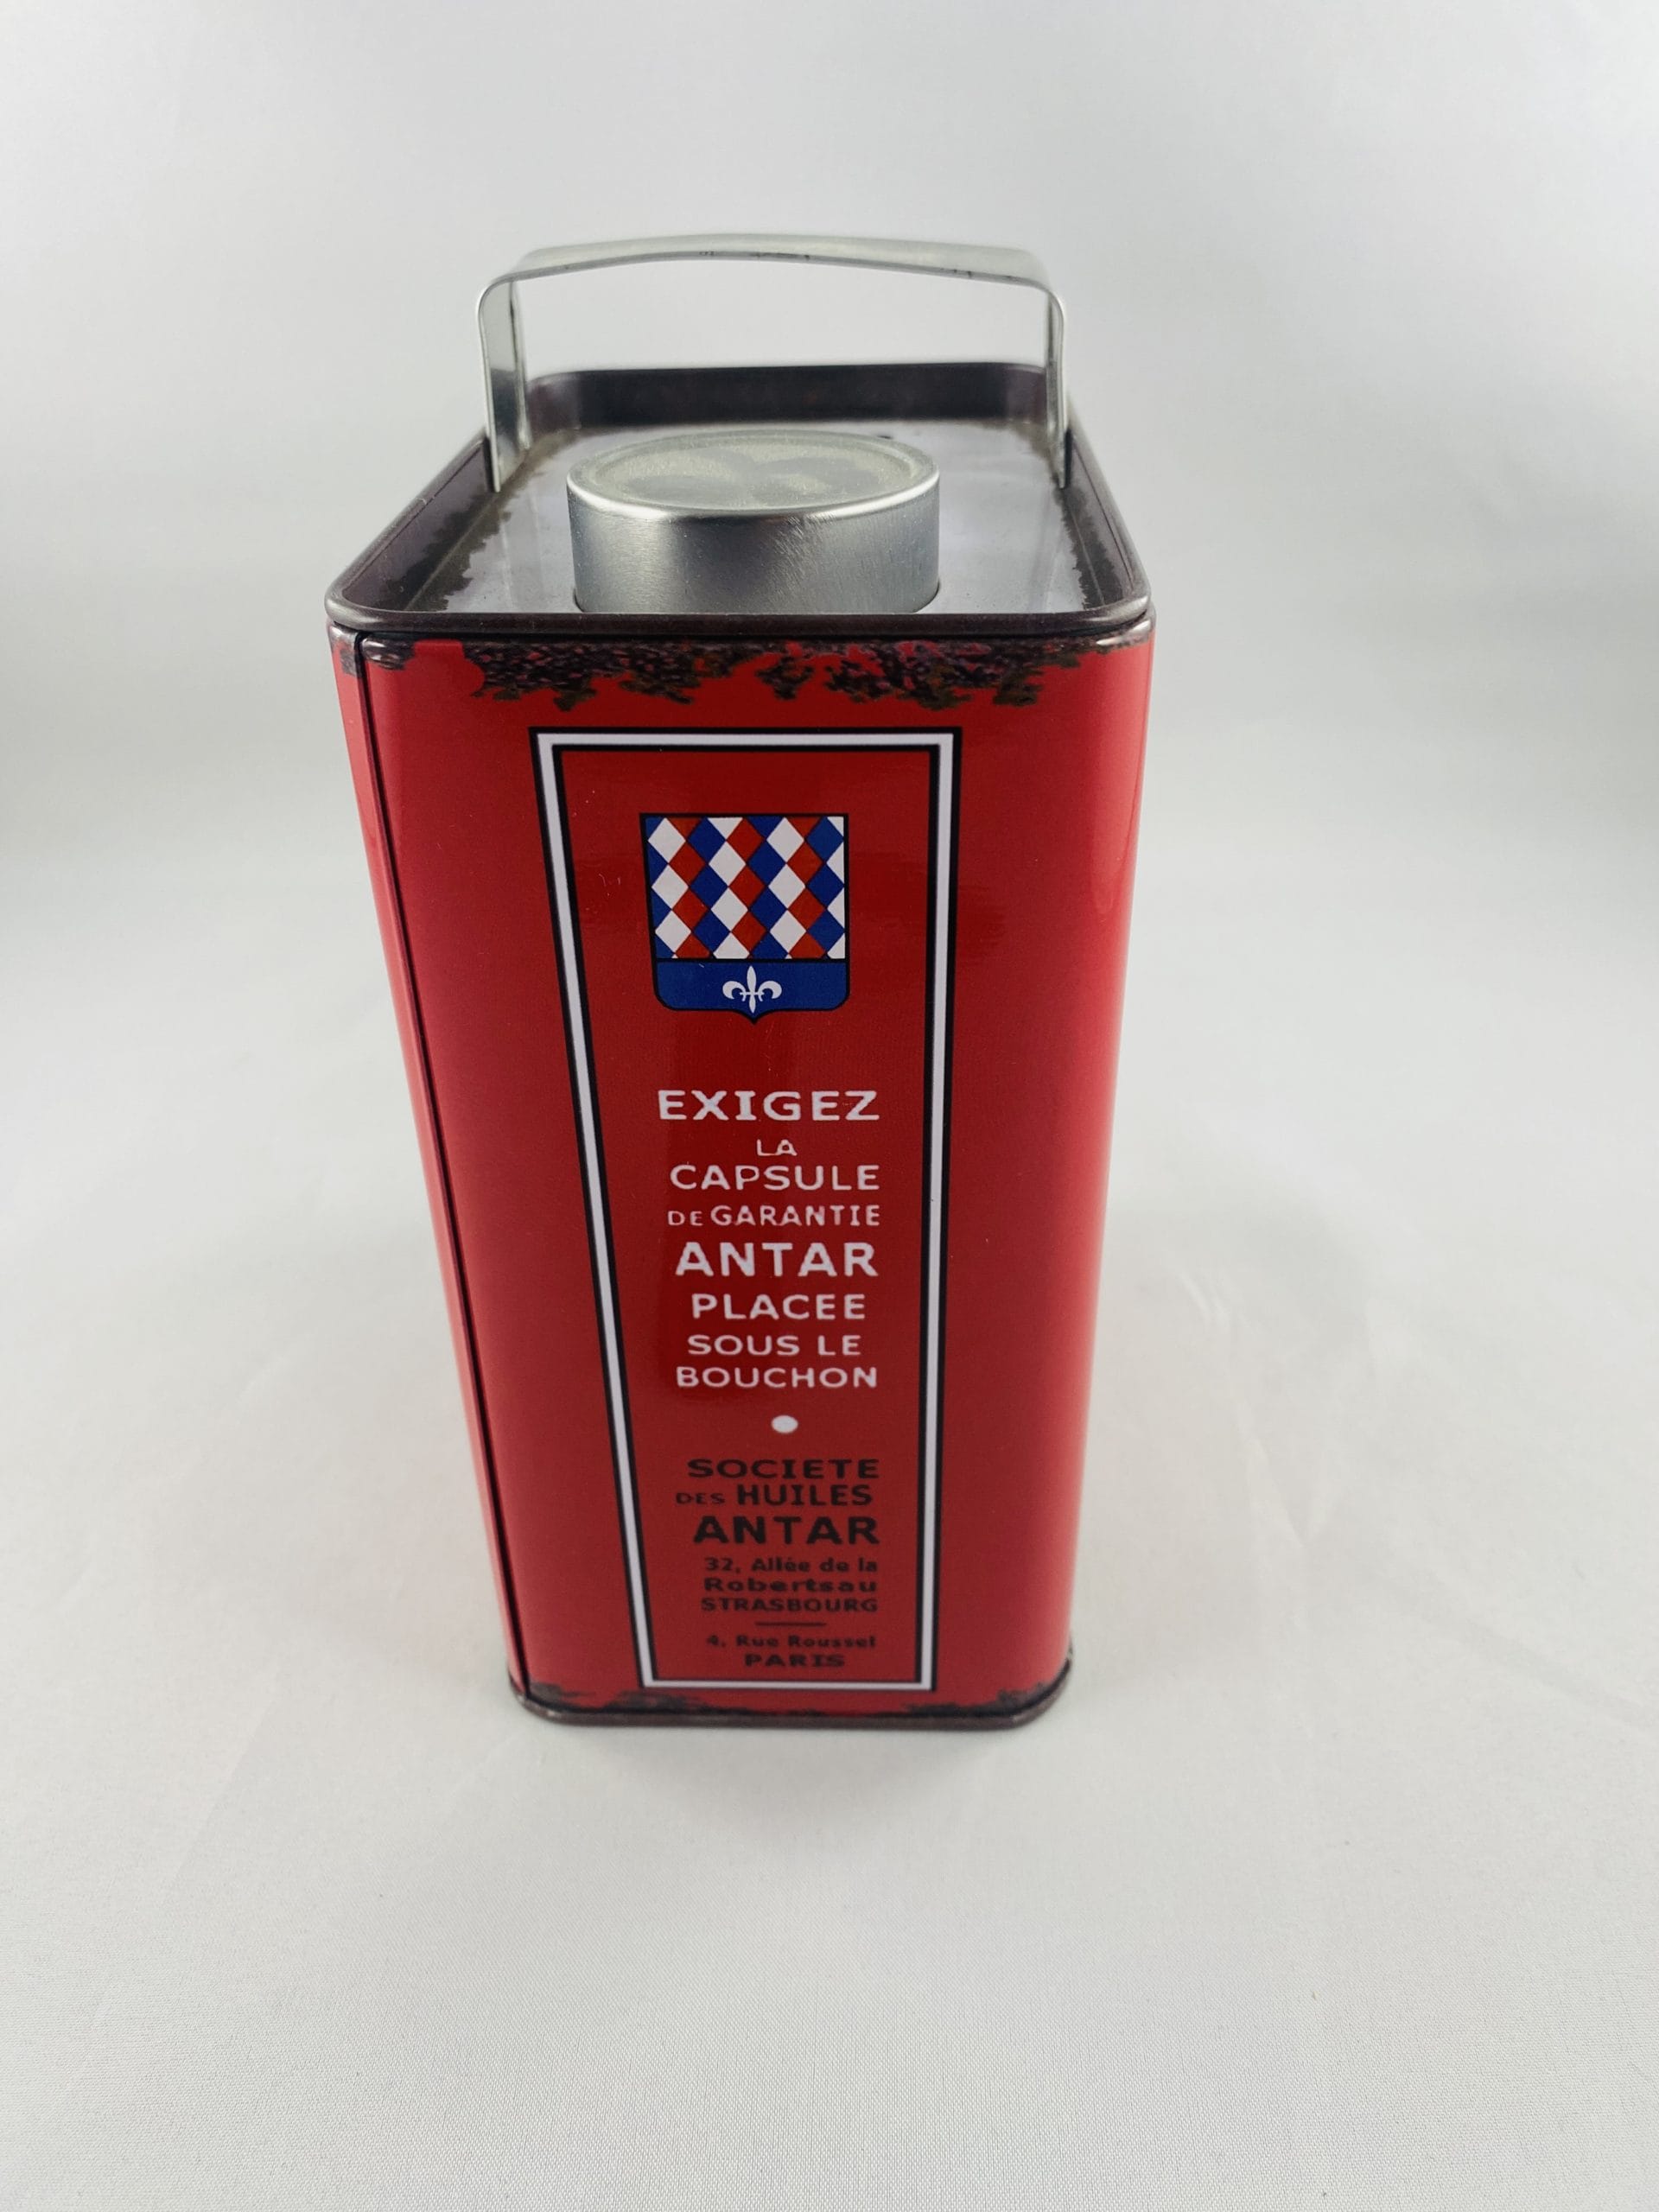 EXIGEZ
LA
CAPSULE
DE GARANTIE
ANTAR
PLACEE
SOUS LE
BOUCHON
SOCIETE
DES HUILES
ANTAR
32, Allée de la
Robertsau
STRASBOURG
4, Rue Roussel
PARIS